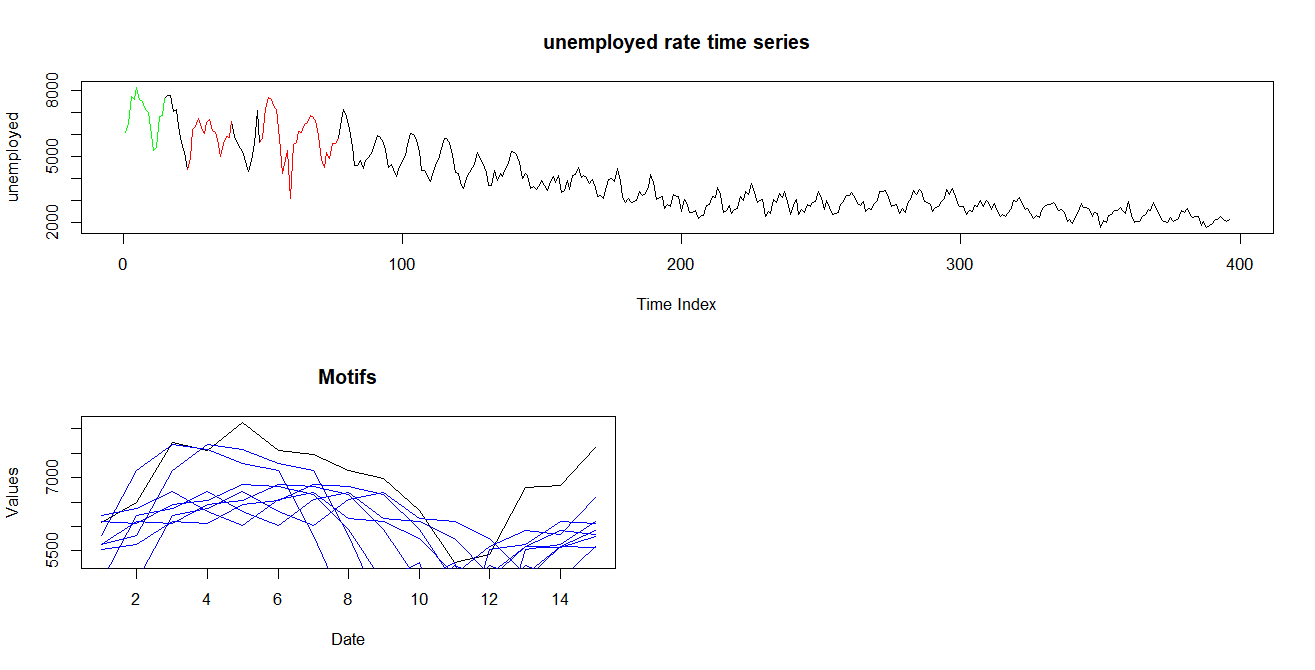 unemployed rate time series
8000
5000
2000
unemployed
0 100 200 300 400
Time Index
Motifs
7000
5500
Values
2 4 6 8 10 12 14
Date